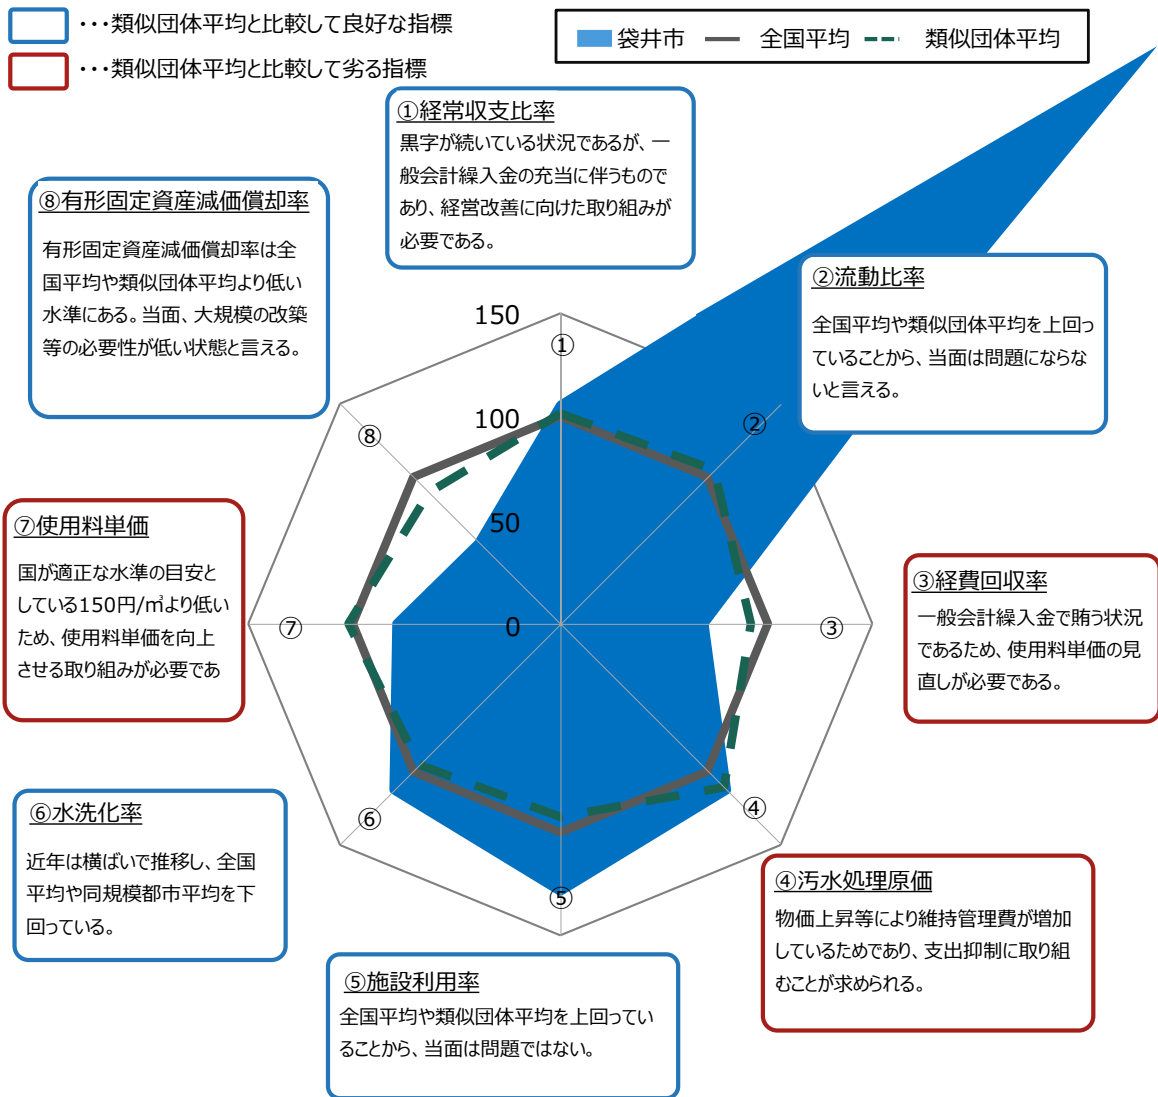 ・・・類似団体平均と比較して良好な指標
・・・類似団体平均と比較して劣る指標
袋井市 全国平均 類似団体平均
①経常収支比率
黒字が続いている状況であるが、一
般会計繰入金の充当に伴うもので
あり、経営改善に向けた取り組みが
必要である。
⑧有形固定資産減価償却率
有形固定資産減価償却率は全
国平均や類似団体平均より低い
水準にある。当面、大規模の改築
等の必要性が低い状態と言える。
②流動比率
全国平均や類似団体平均を上回っ
ていることから、当面は問題にならな
いと言える。
150
100
50
0
①
②
③
④
⑤
⑥
⑦
⑧
⑦使用料単価
国が適正な水準の目安と
している150円/㎥より低い
ため、使用料単価を向上
させる取り組みが必要であ
③経費回収率
一般会計繰入金で賄う状況
であるため、使用料単価の見
直しが必要である。
⑥水洗化率
近年は横ばいで推移し、全国
平均や同規模都市平均を下
回っている。
④汚水処理原価
物価上昇等により維持管理費が増加
しているためであり、支出抑制に取り組
むことが求められる。
⑤施設利用率
全国平均や類似団体平均を上回ってい
ることから、当面は問題ではない。